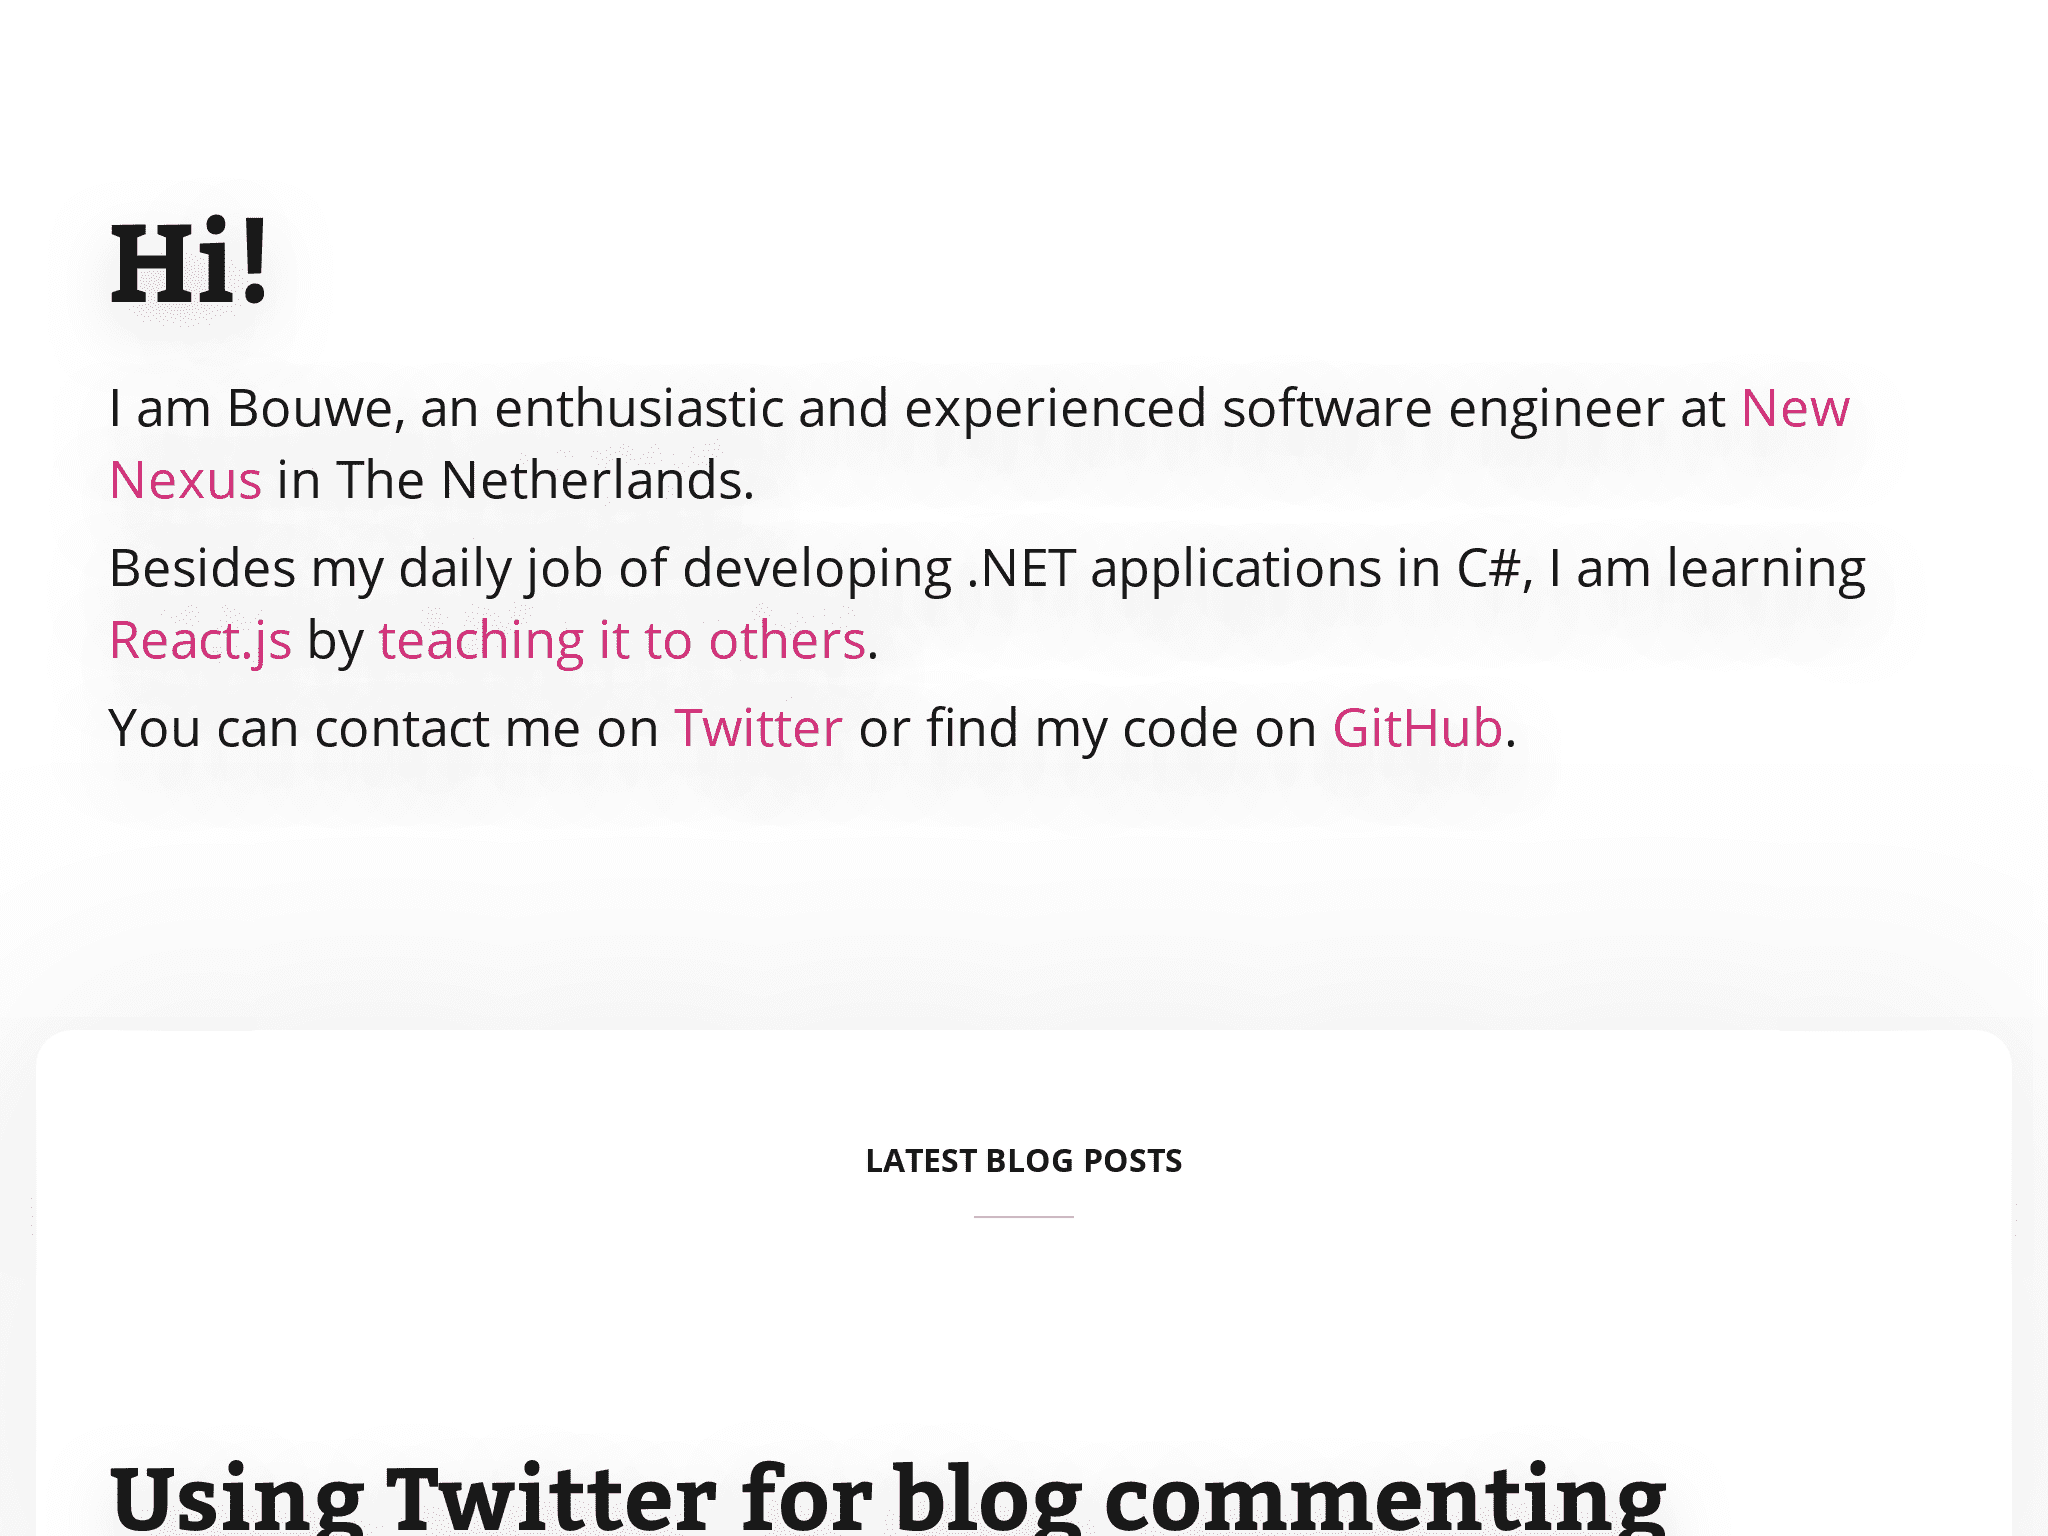 Hi!
I am Bouwe, an enthusiastic and experienced software engineer at New
Nexus in The Netherlands.
Besides my daily job of developing .NET applications in C#, I am learning
React.js by teaching it to others.
You can contact me on Twitter or find my code on GitHub.
LATEST BLOG POSTS
Using Twitter for blog commenting